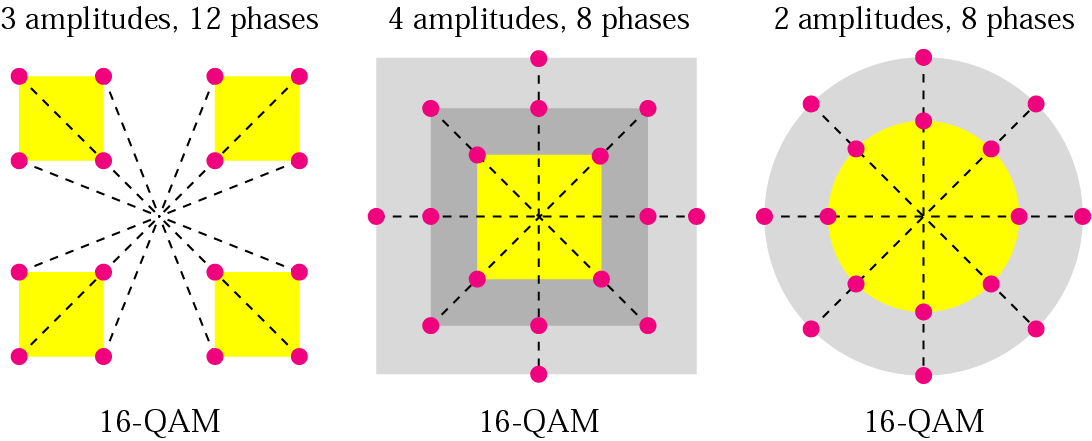 3 amplitudes, 12 phases
4 amplitudes, 8 phases
2 amplitudes, 8 phases
16-QAM
16-QAM
16-QAM